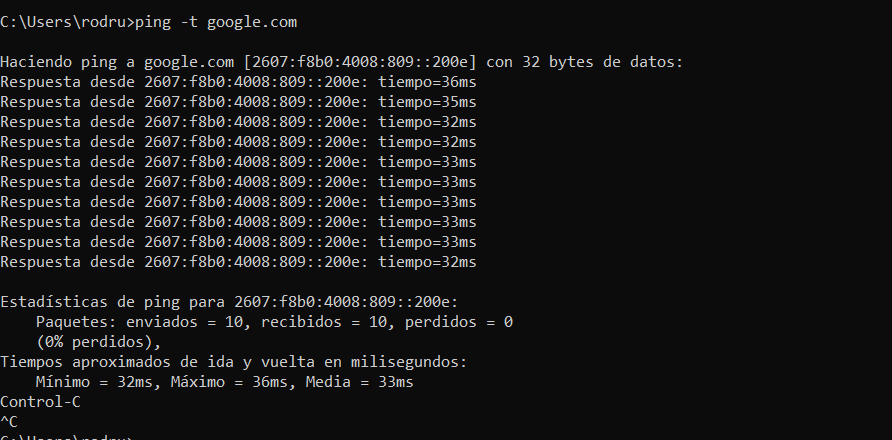 C:\Users\rodru>ping -t google.com
Haciendo ping a google.com [2607:f8b0:4008:809::200e] con 32 bytes de datos:
Respuesta desde 2607:f8b0:4008:809::200e: tiempo=36ms
Respuesta desde 2607:f8b0:4008:809::200e: tiempo=35ms
Respuesta desde 2607:f8b0:4008:809::200e: tiempo=32ms
Respuesta desde 2607:f8b0:4008:809::200e: tiempo=32ms
Respuesta desde 2607:f8b0:4008:809::200e: tiempo=33ms
Respuesta desde 2607:f8b0:4008:809::200e: tiempo=33ms
Respuesta desde 2607:f8b0:4008:809::200e: tiempo=33ms
Respuesta desde 2607:f8b0:4008:809::200e: tiempo=33ms
Respuesta desde 2607:f8b0:4008:809::200e: tiempo=33ms
Respuesta desde 2607:f8b0:4008:809::200e: tiempo=32ms
Estadísticas de ping para 2607:f8b0:4008:809::200e:
    Paquetes: enviados = 10, recibidos = 10, perdidos = 0
    (0% perdidos),
Tiempos aproximados de ida y vuelta en milisegundos:
    Mínimo = 32ms, Máximo = 36ms, Media = 33ms
Control-C
^C
C:\Users\rodru>